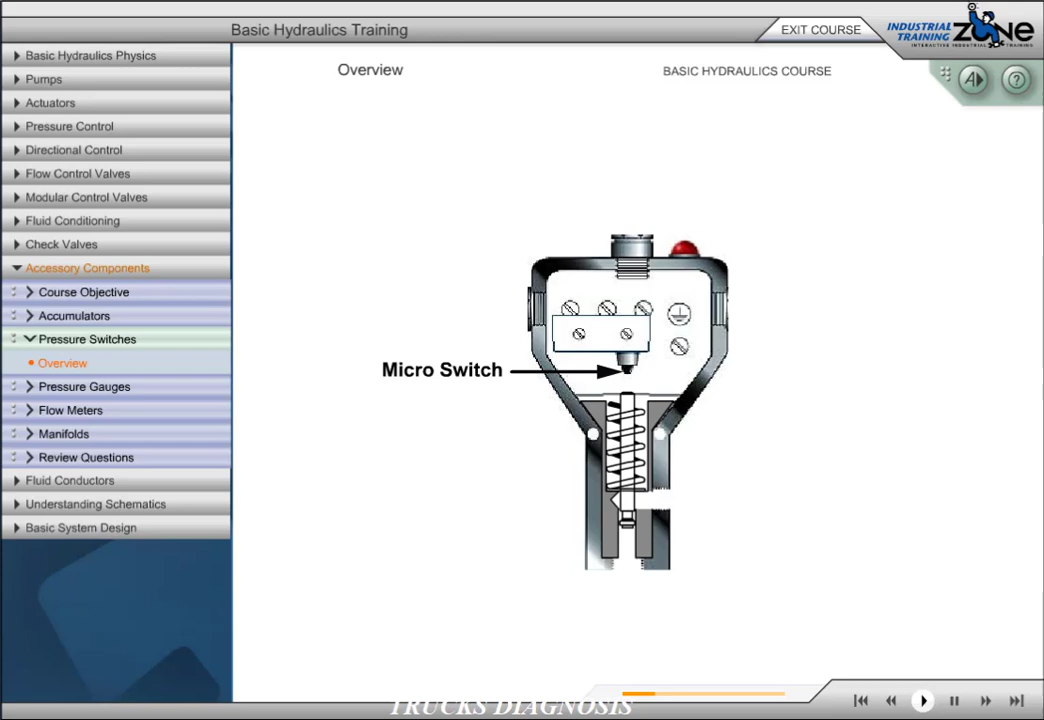 Basic Hydraulics Training
EXIT COURSE
INDUSTRIAL
TRAINING
ZONE
INTERACTIVE INDUSTRIAL TRAINING
Basic Hydraulics Physics
Pumps
Actuators
Pressure Control
Directional Control
Flow Control Valves
Modular Control Valves
Fluid Conditioning
Check Valves
Accessory Components
Course Objective
Accumulators
Pressure Switches
Overview
Pressure Gauges
Flow Meters
Manifolds
Review Questions
Fluid Conductors
Understanding Schematics
Basic System Design
Overview
BASIC HYDRAULICS COURSE
A
?
Micro Switch
TRUCKS DIAGNOSIS